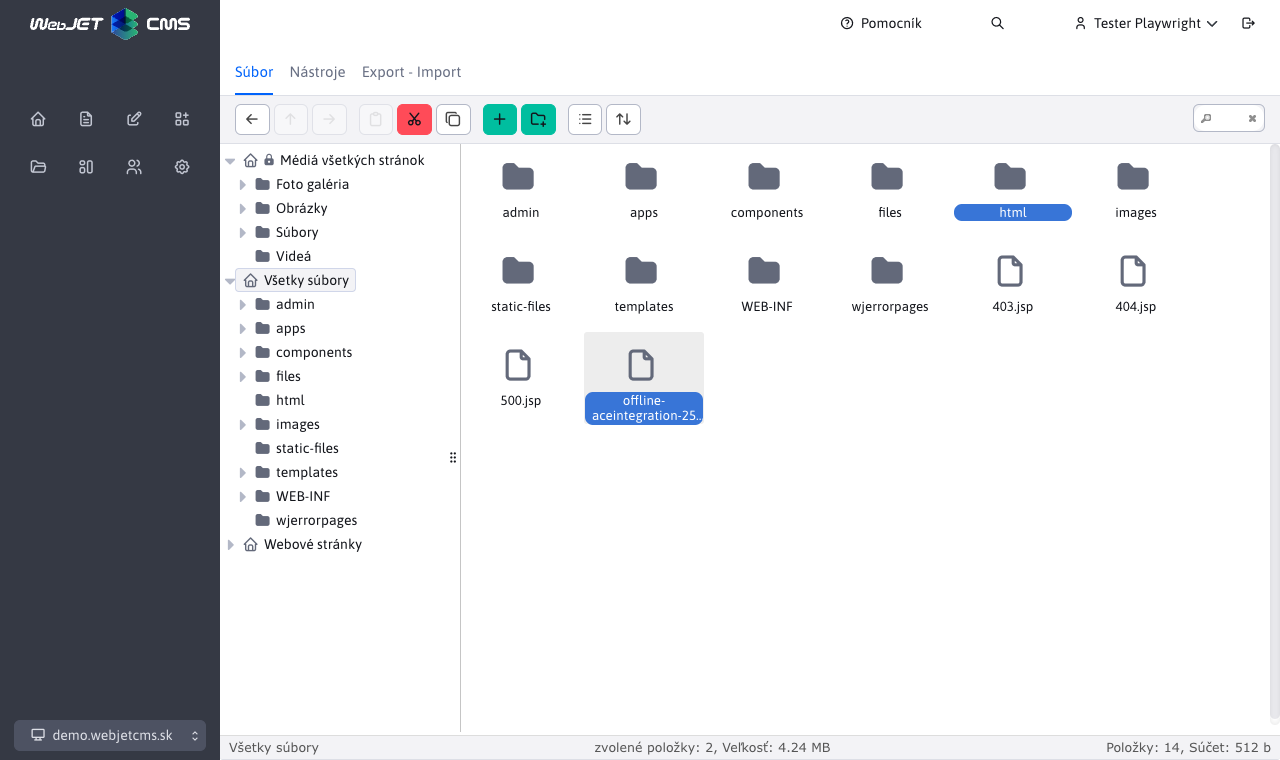 WebJET CMS
Pomocník
Tester Playwright
Súbor Nástroje Export - Import
Médiá všetkých stránok
Foto galéria
Obrázky
Súbory
Videá
Všetky súbory
admin
apps
components
files
html
images
static-files
templates
WEB-INF
wjerrorpages
Webové stránky
admin apps components files html images
static-files templates WEB-INF wjerrorpages 403.jsp 404.jsp
500.jsp offline-
aceintegration-25...
demo.webjetcms.sk
Všetky súbory zvolené položky: 2, Veľkosť: 4.24 MB Položky: 14, Súčet: 512 b